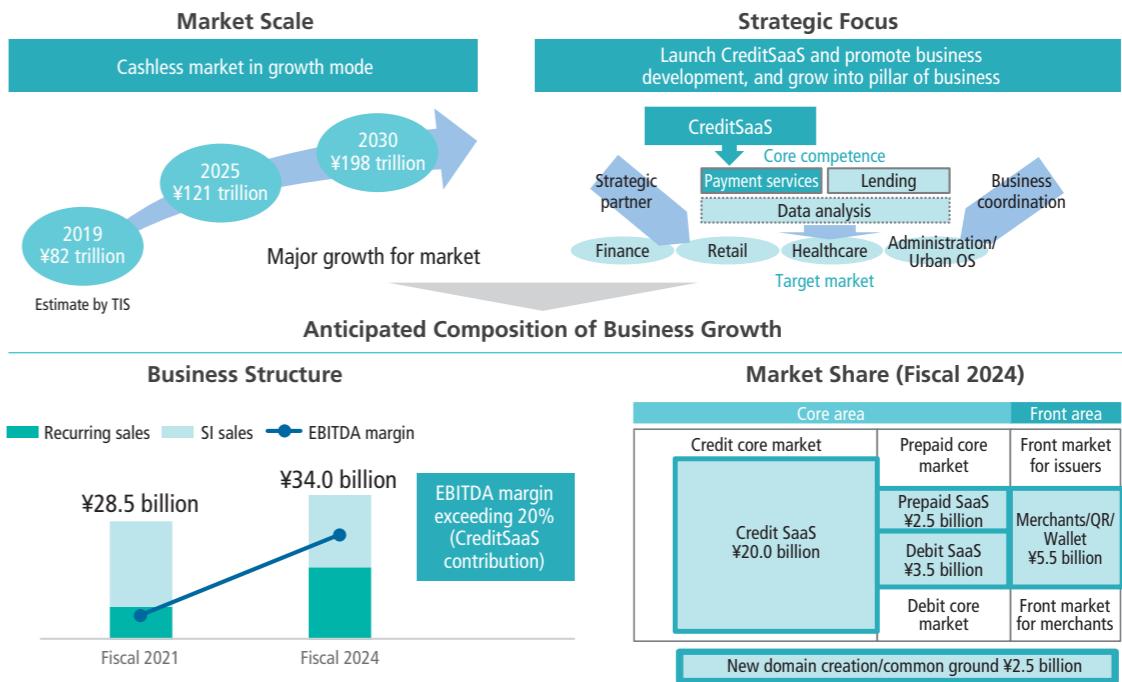 Market Scale
Cashless market in growth mode
2030
¥198 trillion
2025
¥121 trillion
2019
¥82 trillion
Major growth for market
Estimate by TIS
Strategic Focus
Launch CreditSaaS and promote business
development, and grow into pillar of business
CreditSaaS
Core competence
Strategic
partner
Payment services
Lending
Business
coordination
Data analysis
Finance
Retail
Healthcare
Administration/
Urban OS
Target market
Anticipated Composition of Business Growth
Business Structure
Recurring sales
SI sales
EBITDA margin
¥28.5 billion
¥34.0 billion
EBITDA margin
exceeding 20%
(CreditSaaS
contribution)
Fiscal 2021
Fiscal 2024
Market Share (Fiscal 2024)
Core area
Front area
Credit core market
Prepaid core
market
Front market
for issuers
Credit SaaS
¥20.0 billion
Prepaid SaaS
¥2.5 billion
Debit SaaS
¥3.5 billion
Merchants/QR/
Wallet
¥5.5 billion
Debit core
market
Front market
for merchants
New domain creation/common ground ¥2.5 billion